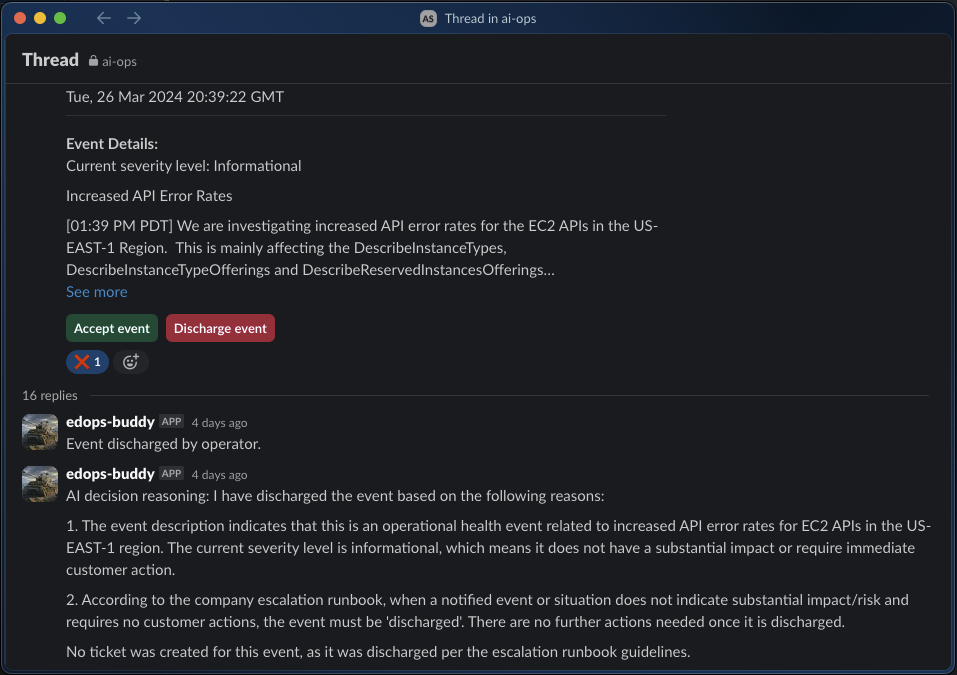 AS Thread in ai-ops
Thread ai-ops
Tue, 26 Mar 2024 20:39:22 GMT
Event Details:
Current severity level: Informational
Increased API Error Rates
[01:39 PM PDT] We are investigating increased API error rates for the EC2 APIs in the US-
EAST-1 Region.  This is mainly affecting the DescribeInstanceTypes,
DescribeInstanceTypeOfferings and DescribeReservedInstancesOfferings...
See more
Accept event Discharge event
1
16 replies
edops-buddy APP 4 days ago
Event discharged by operator.
edops-buddy APP 4 days ago
AI decision reasoning: I have discharged the event based on the following reasons:
1. The event description indicates that this is an operational health event related to increased API error rates for EC2 APIs in the US-
EAST-1 region. The current severity level is informational, which means it does not have a substantial impact or require immediate
customer action.
2. According to the company escalation runbook, when a notified event or situation does not indicate substantial impact/risk and
requires no customer actions, the event must be 'discharged'. There are no further actions needed once it is discharged.
No ticket was created for this event, as it was discharged per the escalation runbook guidelines.